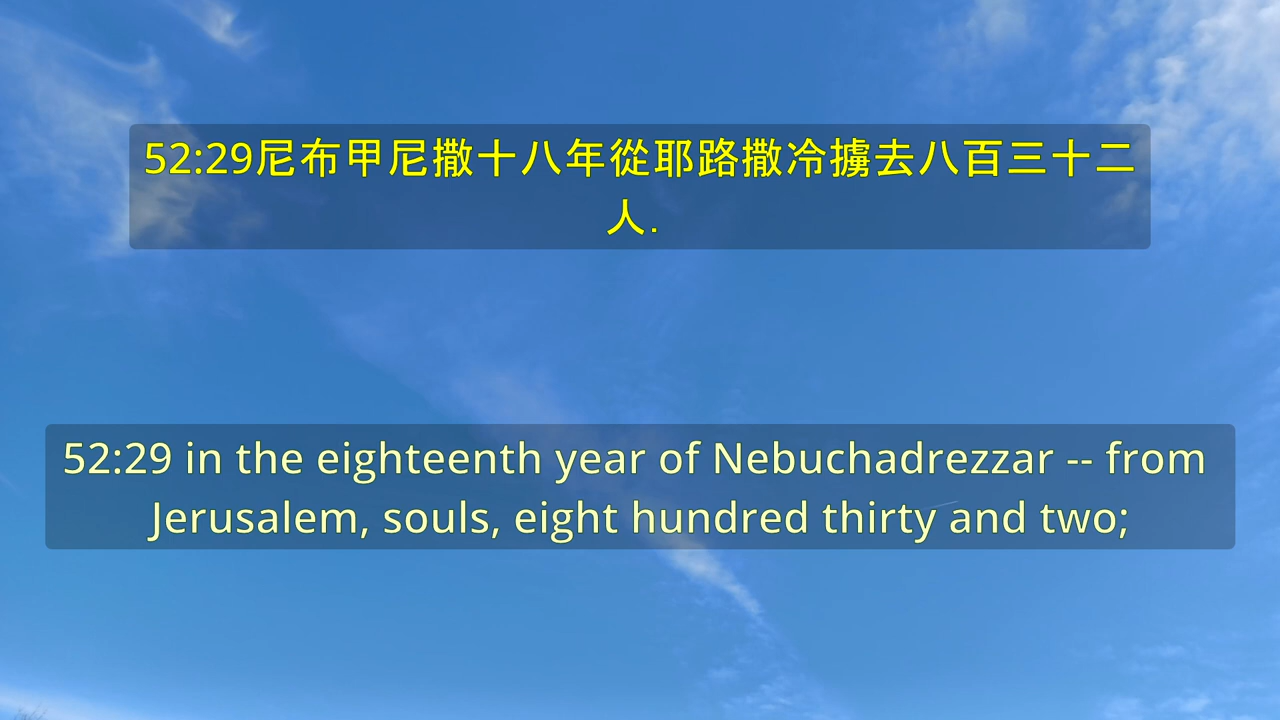 52:29尼布甲尼撒十八年從耶路撒冷擄去八百三十二
人.
52:29 in the eighteenth year of Nebuchadrezzar -- from
Jerusalem, souls, eight hundred thirty and two;